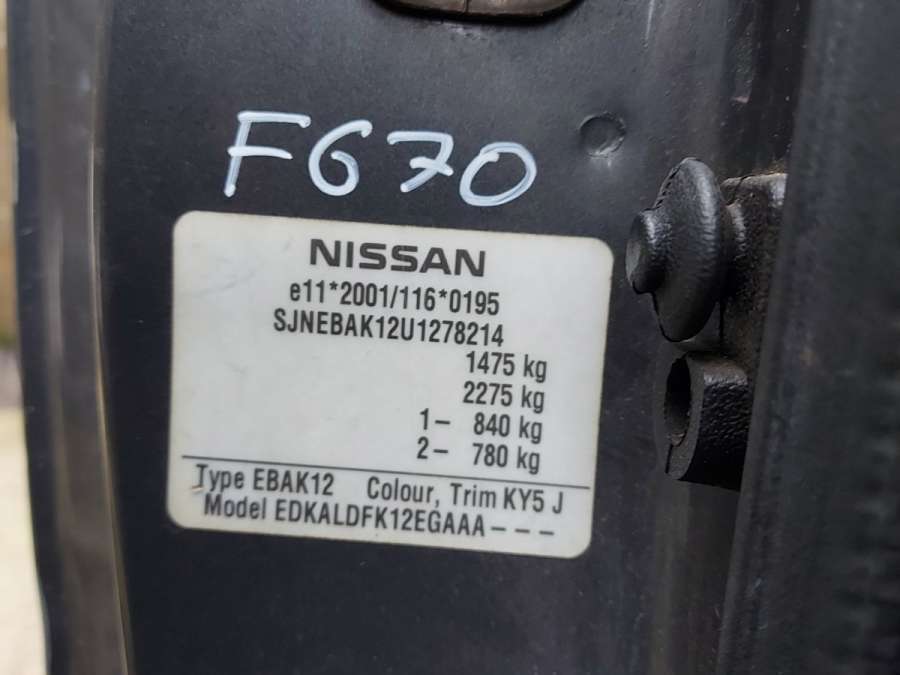 F670
NISSAN
e11*2001/116*0195
SJNEBAK12U1278214
1475 kg
2275 kg
1- 840 kg
2- 780 kg
Type EBAK12 Colour, Trim KY5 J
Model EDKALDFK12EGAAA---